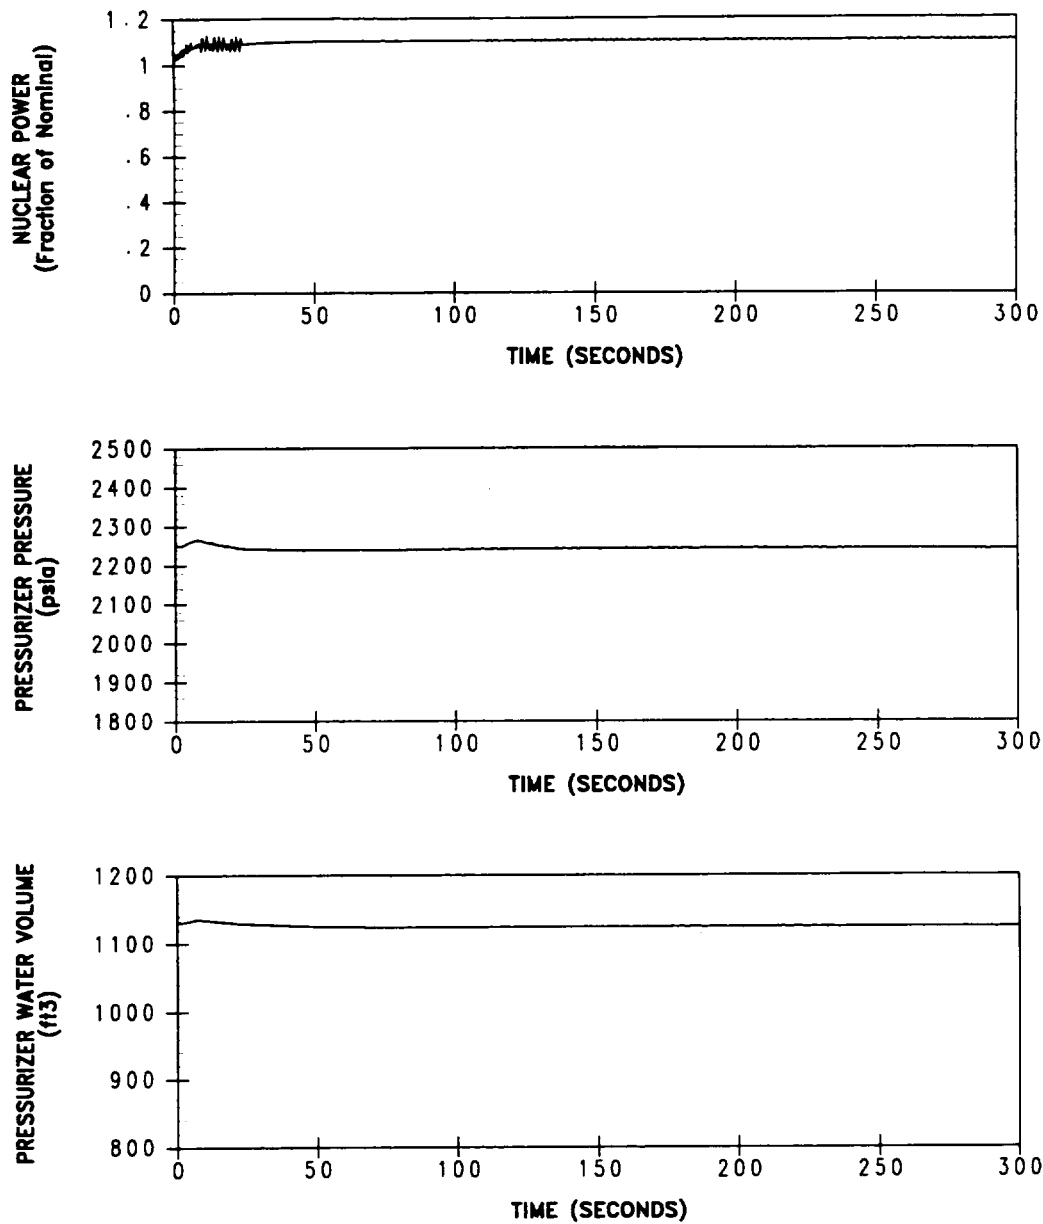 NUCLEAR POWER
(Fraction of Nominal)
1.2
1
.8
.6
.4
.2
0
0 50 100 150 200 250 300
TIME (SECONDS)
PRESSURIZER PRESSURE
(psia)
2500
2400
2300
2200
2100
2000
1900
1800
0 50 100 150 200 250 300
TIME (SECONDS)
PRESSURIZER WATER VOLUME
(ft3)
1200
1100
1000
900
800
0 50 100 150 200 250 300
TIME (SECONDS)